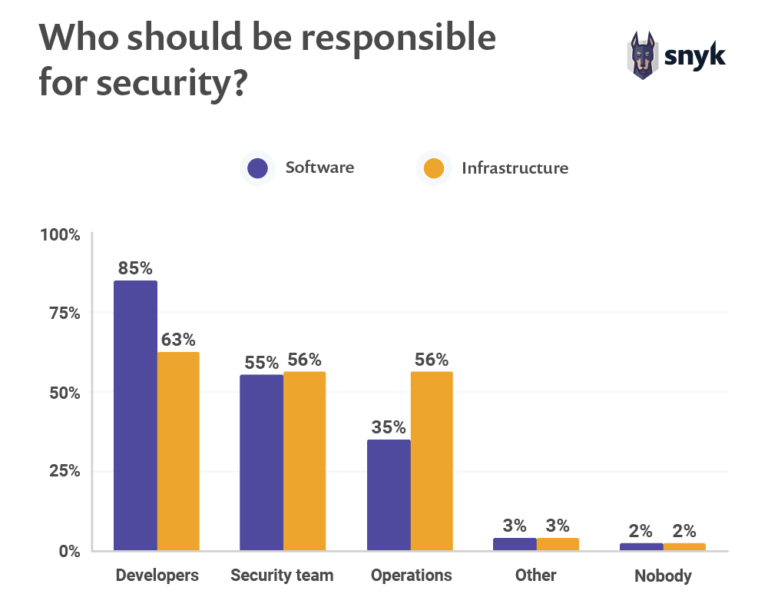 Who should be responsible
for security?
snyk
Software
Infrastructure
100%
75%
50%
25%
0%
85%
63%
55%
56%
35%
56%
3%
3%
2%
2%
Developers
Security team
Operations
Other
Nobody